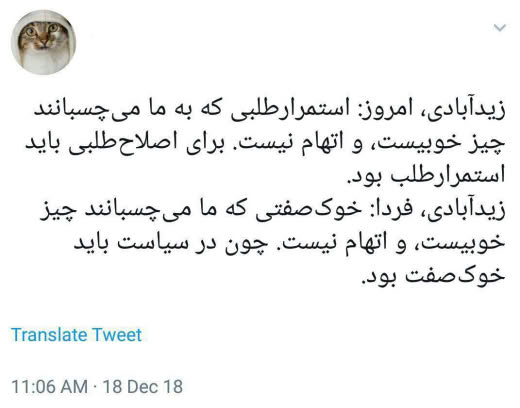 زیدآبادی، امروز: استمرارطلبی که به ما می‌چسبانند
چیز خوبیست، و اتهام نیست. برای اصلاح‌طلبی باید
استمرارطلب بود.
زیدآبادی، فردا: خوک‌صفتی که ما می‌چسبانند چیز
خوبیست، و اتهام نیست. چون در سیاست باید
خوک‌صفت بود.
Translate Tweet
11:06 AM · 18 Dec 18